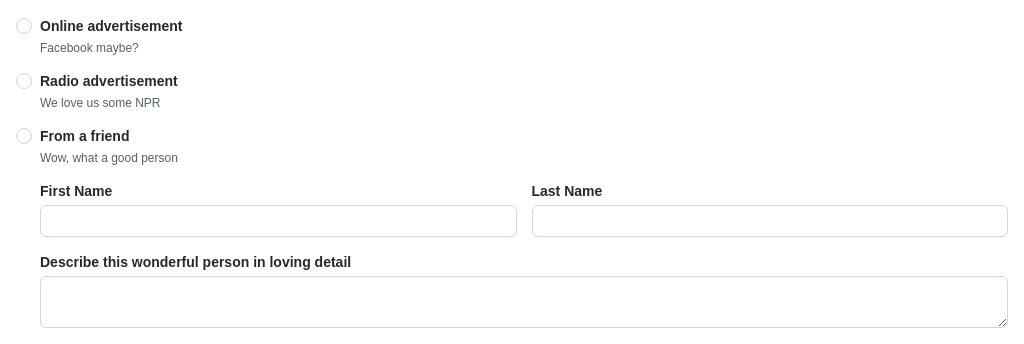 Online advertisement
Facebook maybe?
Radio advertisement
We love us some NPR
From a friend
Wow, what a good person
First Name
Last Name
Describe this wonderful person in loving detail